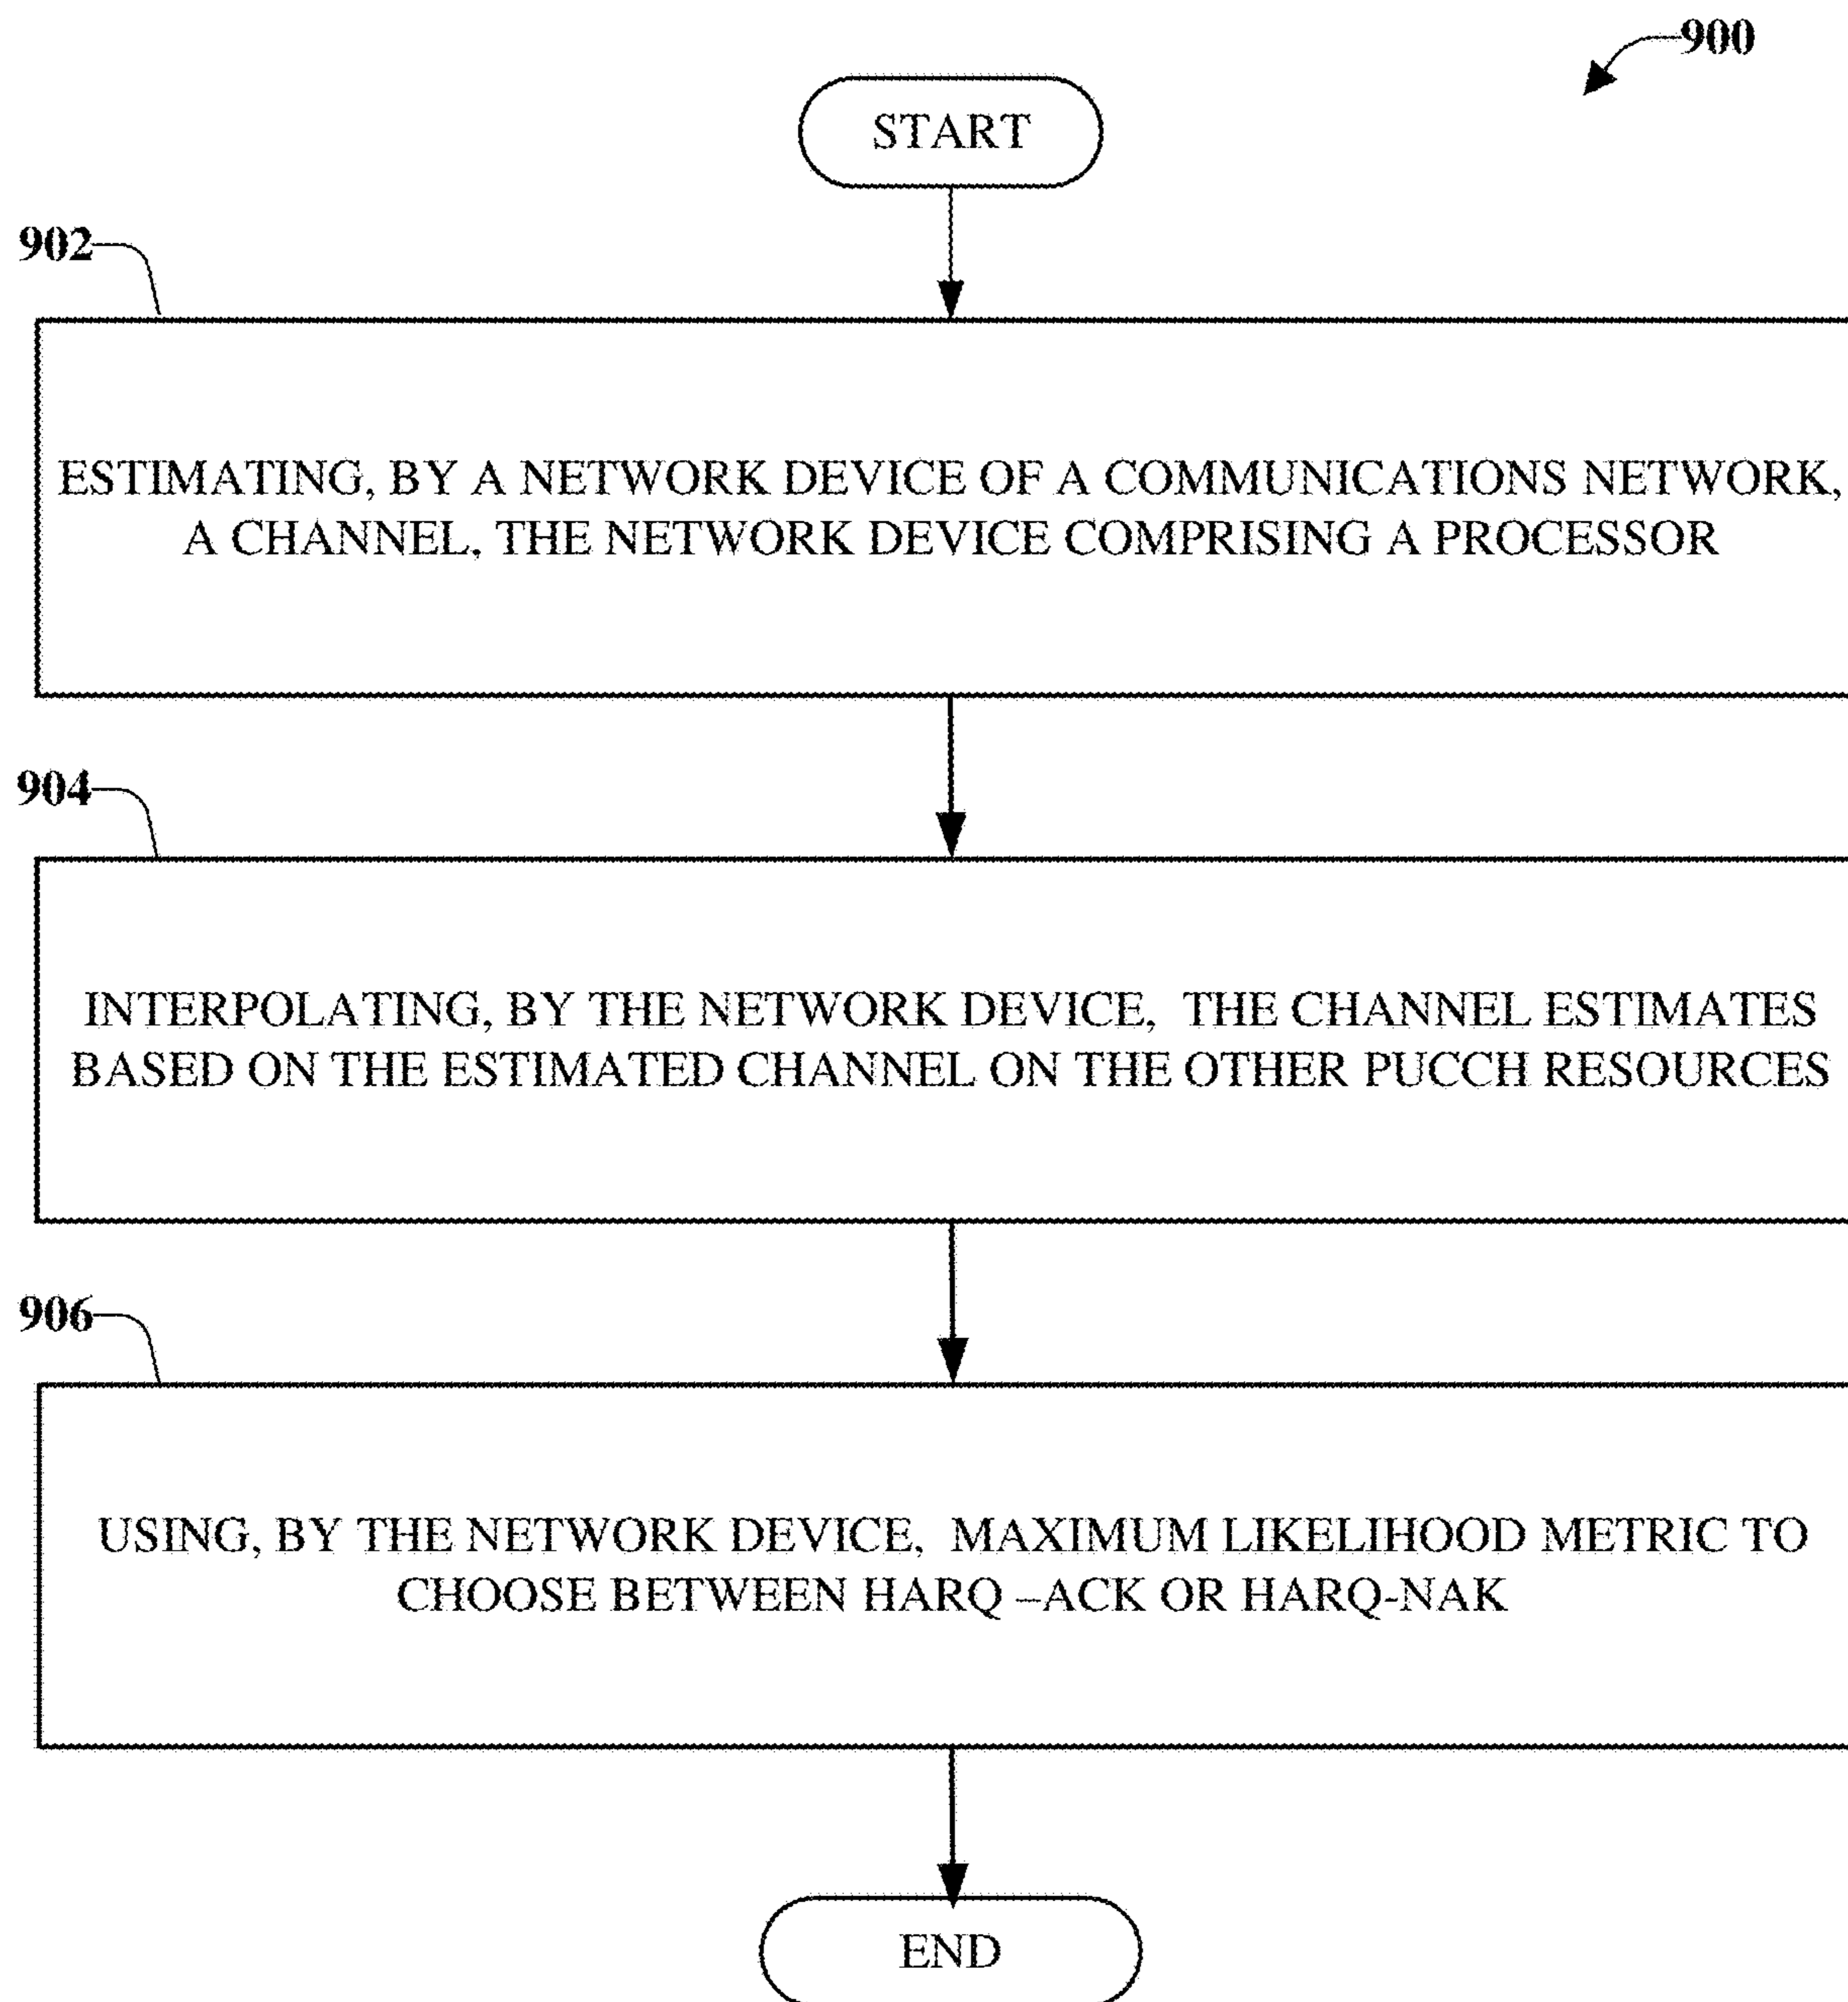 900
START
902
ESTIMATING, BY A NETWORK DEVICE OF A COMMUNICATIONS NETWORK,
A CHANNEL, THE NETWORK DEVICE COMPRISING A PROCESSOR
904
INTERPOLATING, BY THE NETWORK DEVICE, THE CHANNEL ESTIMATES
BASED ON THE ESTIMATED CHANNEL ON THE OTHER PUCCH RESOURCES
906
USING, BY THE NETWORK DEVICE, MAXIMUM LIKELIHOOD METRIC TO
CHOOSE BETWEEN HARQ –ACK OR HARQ-NAK
END